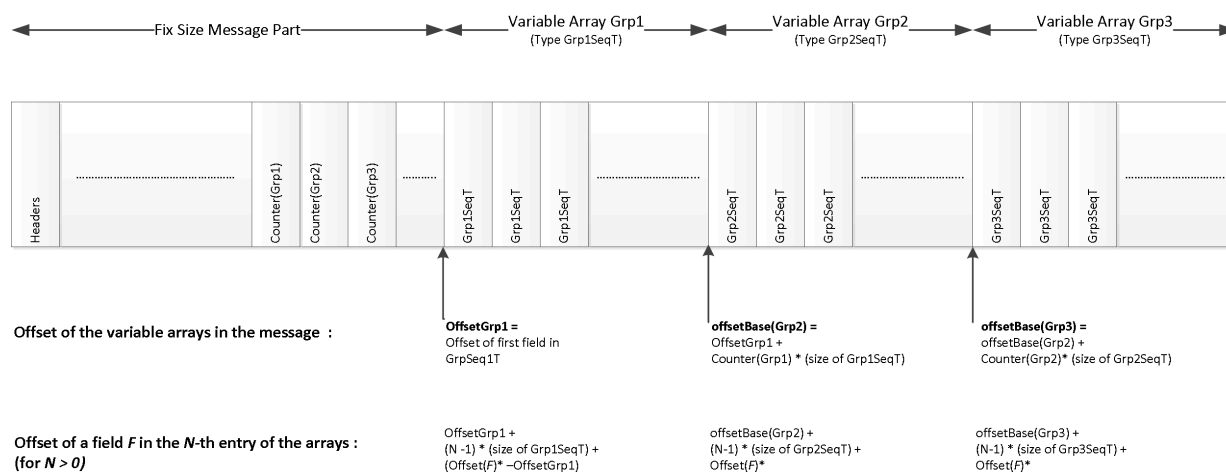 Fix Size Message Part
Variable Array Grp1
(Type Grp1SeqT)
Variable Array Grp2
(Type Grp2SeqT)
Variable Array Grp3
(Type Grp3SeqT)
Headers
Counter(Grp1)
Counter(Grp2)
Counter(Grp3)
Grp1SeqT
Grp1SeqT
Grp1SeqT
Grp2SeqT
Grp2SeqT
Grp2SeqT
Grp3SeqT
Grp3SeqT
Grp3SeqT
Offset of the variable arrays in the message :
OffsetGrp1 =
Offset of first field in
GrpSeq1T
offsetBase(Grp2) =
OffsetGrp1 +
Counter(Grp1) * (size of Grp1SeqT)
offsetBase(Grp3) =
offsetBase(Grp2) +
Counter(Grp2)* (size of Grp2SeqT)
Offset of a field F in the N-th entry of the arrays :
(for N > 0)
OffsetGrp1 +
(N -1) * (size of Grp1SeqT) +
(Offset(F)* –OffsetGrp1)
offsetBase(Grp2) +
(N-1) * (size of Grp2SeqT) +
Offset(F)*
offsetBase(Grp3) +
(N-1) * (size of Grp3SeqT) +
Offset(F)*